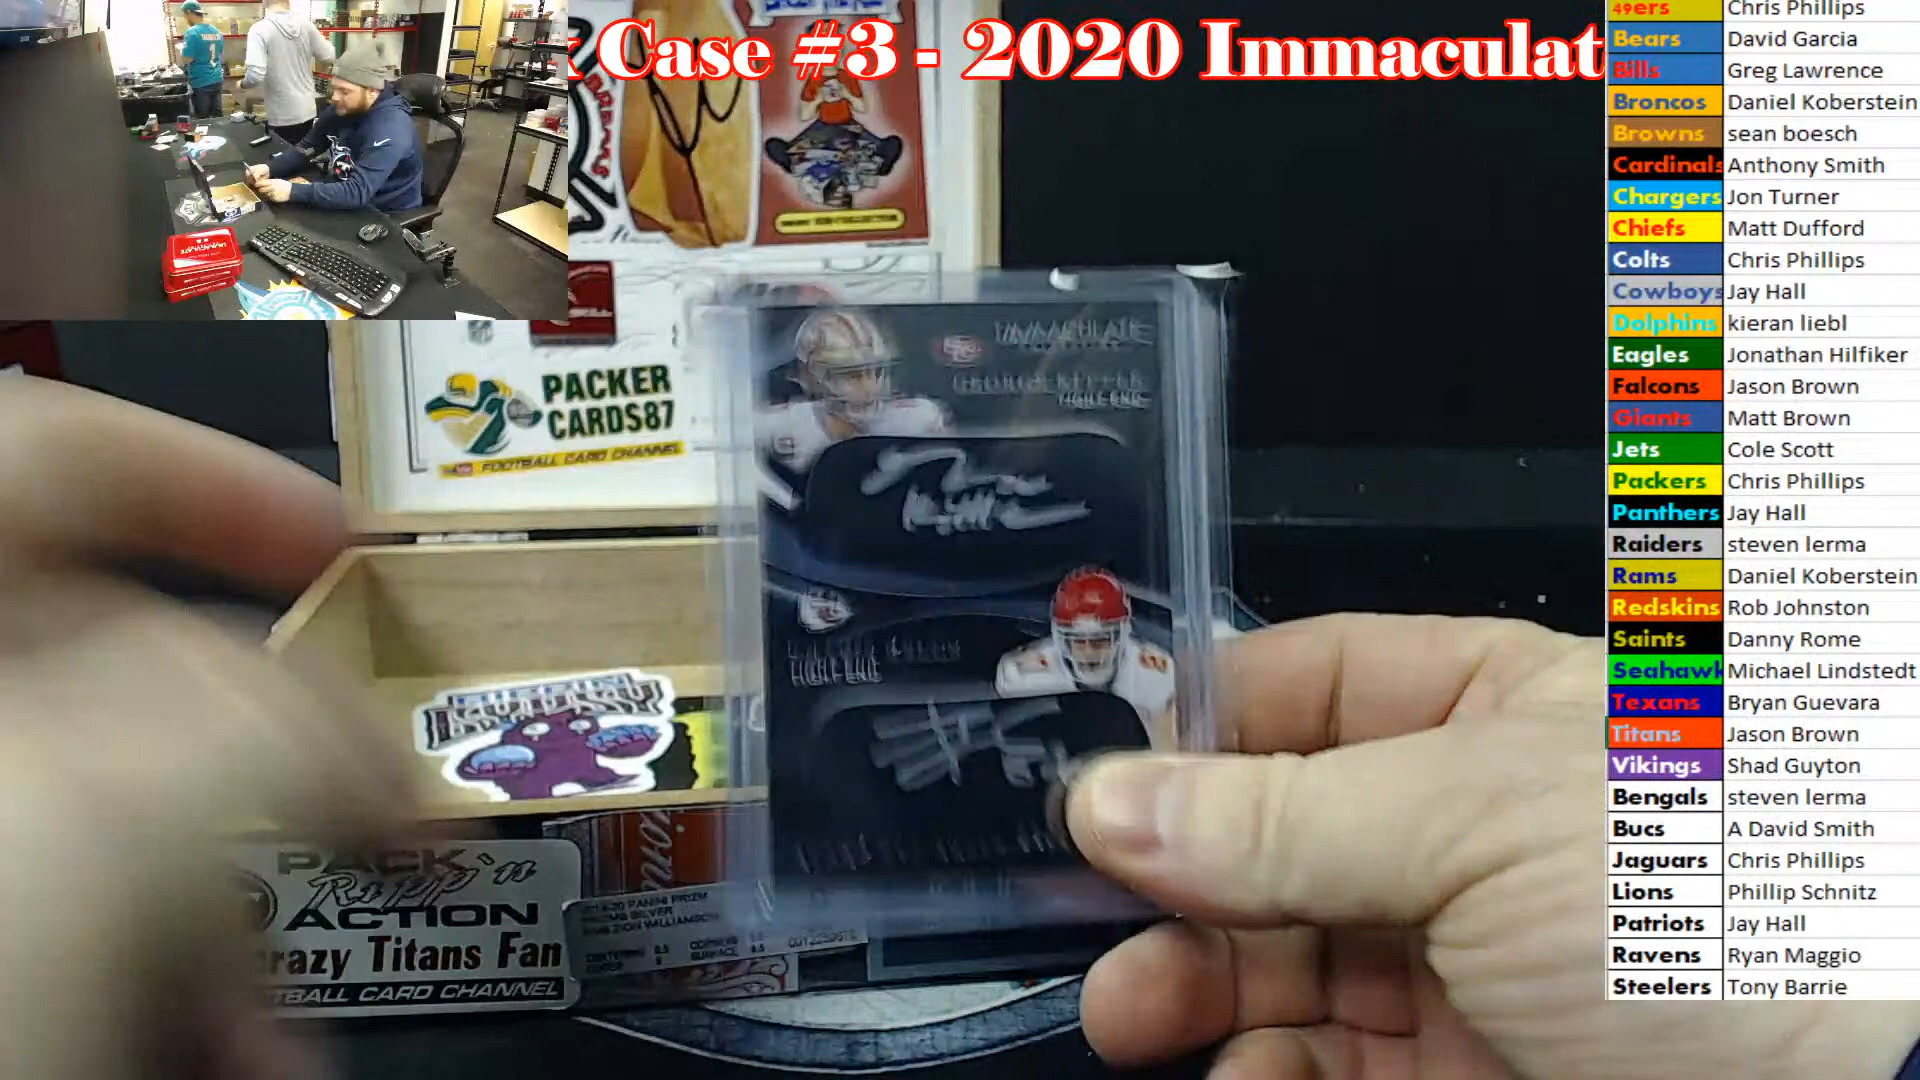 Case #3 - 2020 Immaculat
49ers Chris Phillips
Bears David Garcia
Bills Greg Lawrence
Broncos Daniel Koberstein
Browns sean boesch
Cardinals Anthony Smith
Chargers Jon Turner
Chiefs Matt Dufford
Colts Chris Phillips
Cowboys Jay Hall
Dolphins kieran liebl
Eagles Jonathan Hilfiker
Falcons Jason Brown
Giants Matt Brown
Jets Cole Scott
Packers Chris Phillips
Panthers Jay Hall
Raiders steven lerma
Rams Daniel Koberstein
Redskins Rob Johnston
Saints Danny Rome
Seahawk Michael Lindstedt
Texans Bryan Guevara
Titans Jason Brown
Vikings Shad Guyton
Bengals steven lerma
Bucs A David Smith
Jaguars Chris Phillips
Lions Phillip Schnitz
Patriots Jay Hall
Ravens Ryan Maggio
Steelers Tony Barrie
PACKER
CARDS87
FOOTBALL CARD CHANNEL
IMMACULATE
PACK
Ripp'n
ACTION
razy Titans Fan
TBALL CARD CHANNEL